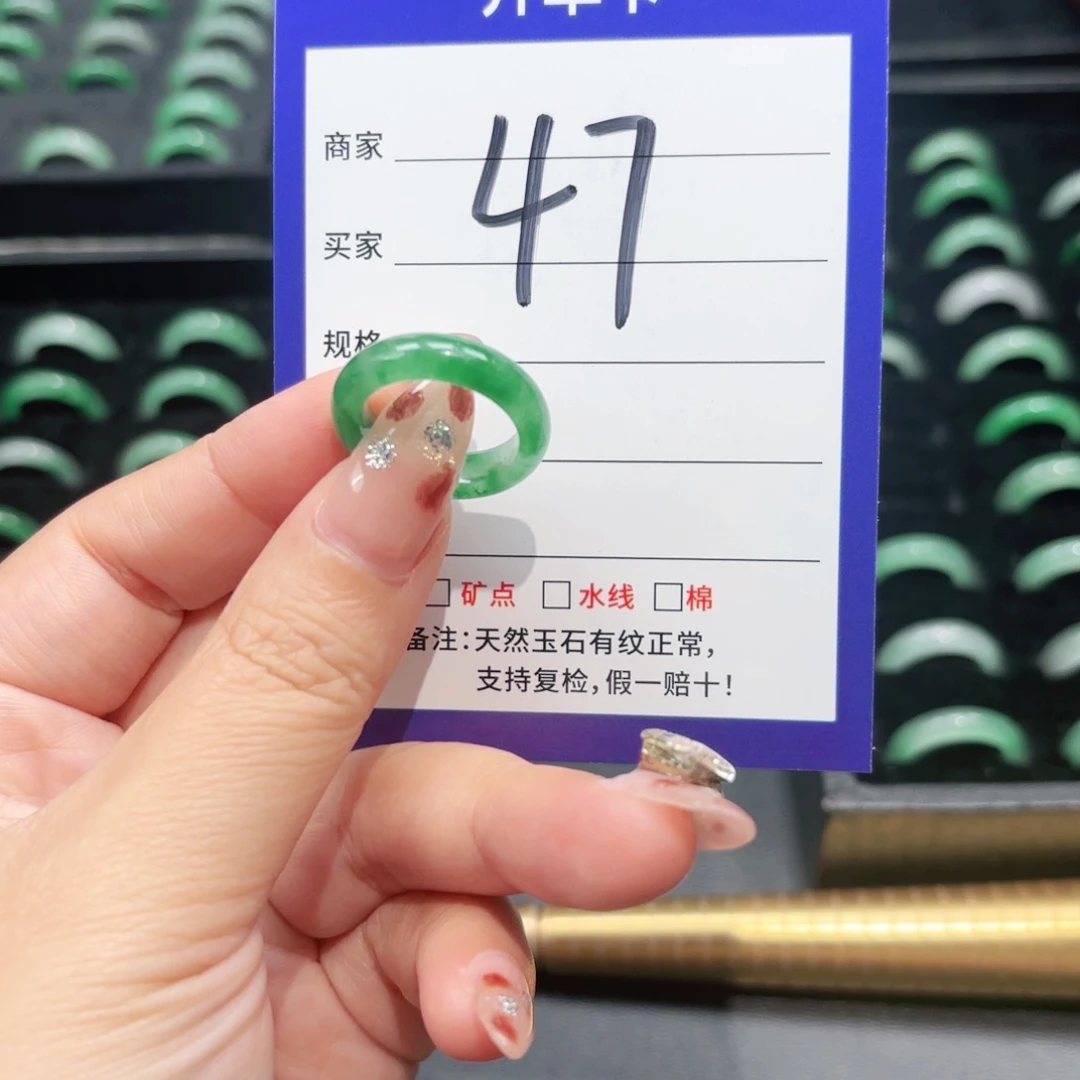 商家
47
买家
规格
矿点 水线 棉
备注:天然玉石有纹正常,
支持复检,假一赔十!